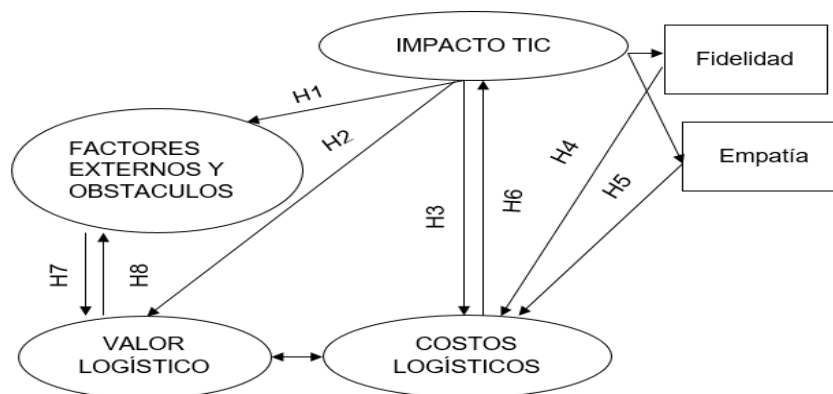 IMPACTO TIC
Fidelidad
Empatía
H1
H2
H3
H6
H4
H5
FACTORES
EXTERNOS Y
OBSTACULOS
H7
H8
VALOR
LOGÍSTICO
COSTOS
LOGÍSTICOS